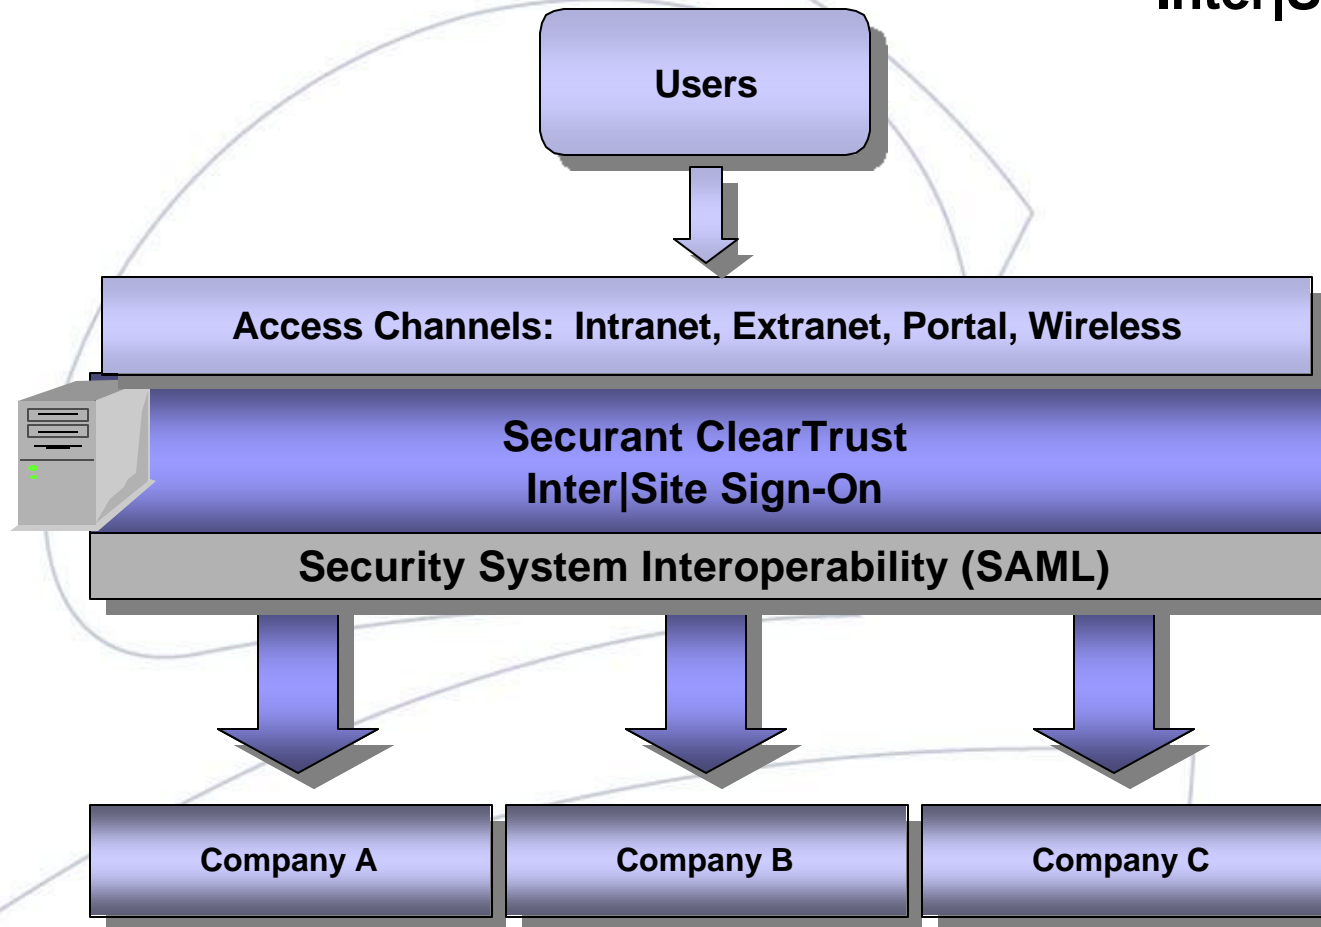 Users
Access Channels: Intranet, Extranet, Portal, Wireless
Securant ClearTrust
Inter|Site Sign-On
Security System Interoperability (SAML)
Company A
Company B
Company C